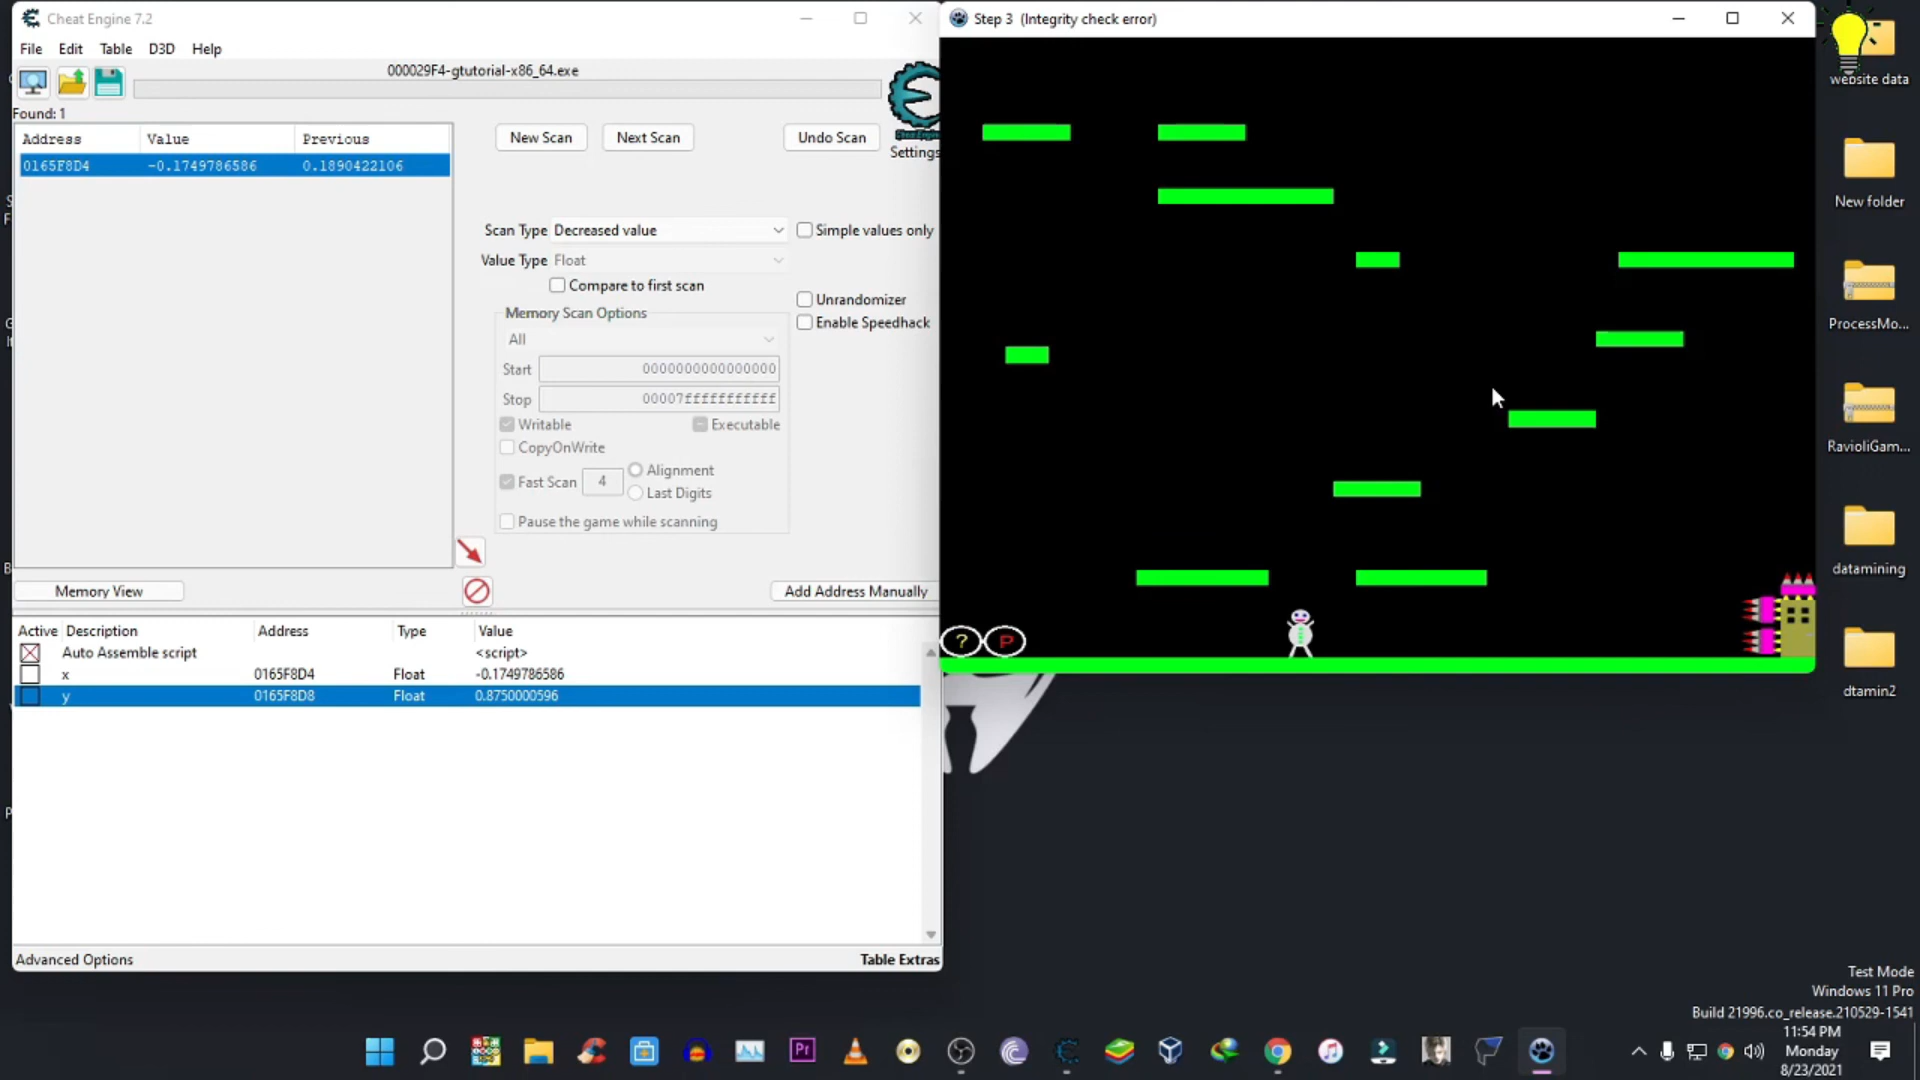 Cheat Engine 7.2
File Edit Table D3D Help
000029F4-gtutorial-x86_64.exe
Found: 1
Address Value Previous
0165F8D4 -0.1749786586 0.1890422106
New Scan Next Scan Undo Scan
Settings
Scan Type Decreased value
Simple values only
Value Type Float
Compare to first scan
Unrandomizer
Enable Speedhack
Memory Scan Options
All
Start 0000000000000000
Stop 00007fffffffffff
Writable Executable
CopyOnWrite
Fast Scan 4 Alignment
Last Digits
Pause the game while scanning
Memory View
Add Address Manually
Active Description Address Type Value
Auto Assemble script <script>
x 0165F8D4 Float -0.1749786586
y 0165F8D8 Float 0.8750000596
Advanced Options Table Extras
Step 3 (Integrity check error)
? P
website data
New folder
ProcessMo...
RavioliGam...
datamining
dtamin2
Test Mode
Windows 11 Pro
Build 21996.co_release.210529-1541
Pr
11:54 PM
Monday
8/23/2021